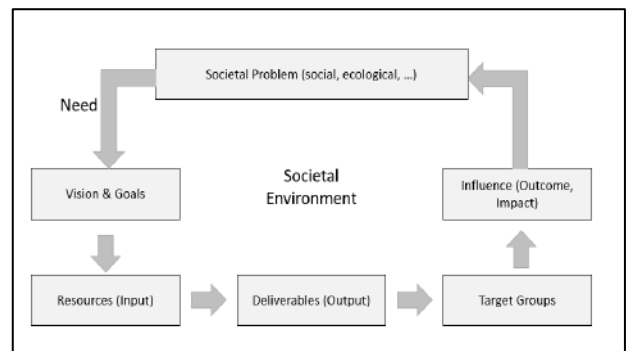 Societal Problem (social, ecological, ...)
Need
Vision & Goals
Societal
Environment
Influence (Outcome,
Impact)
Resources (Input)
Deliverables (Output)
Target Groups